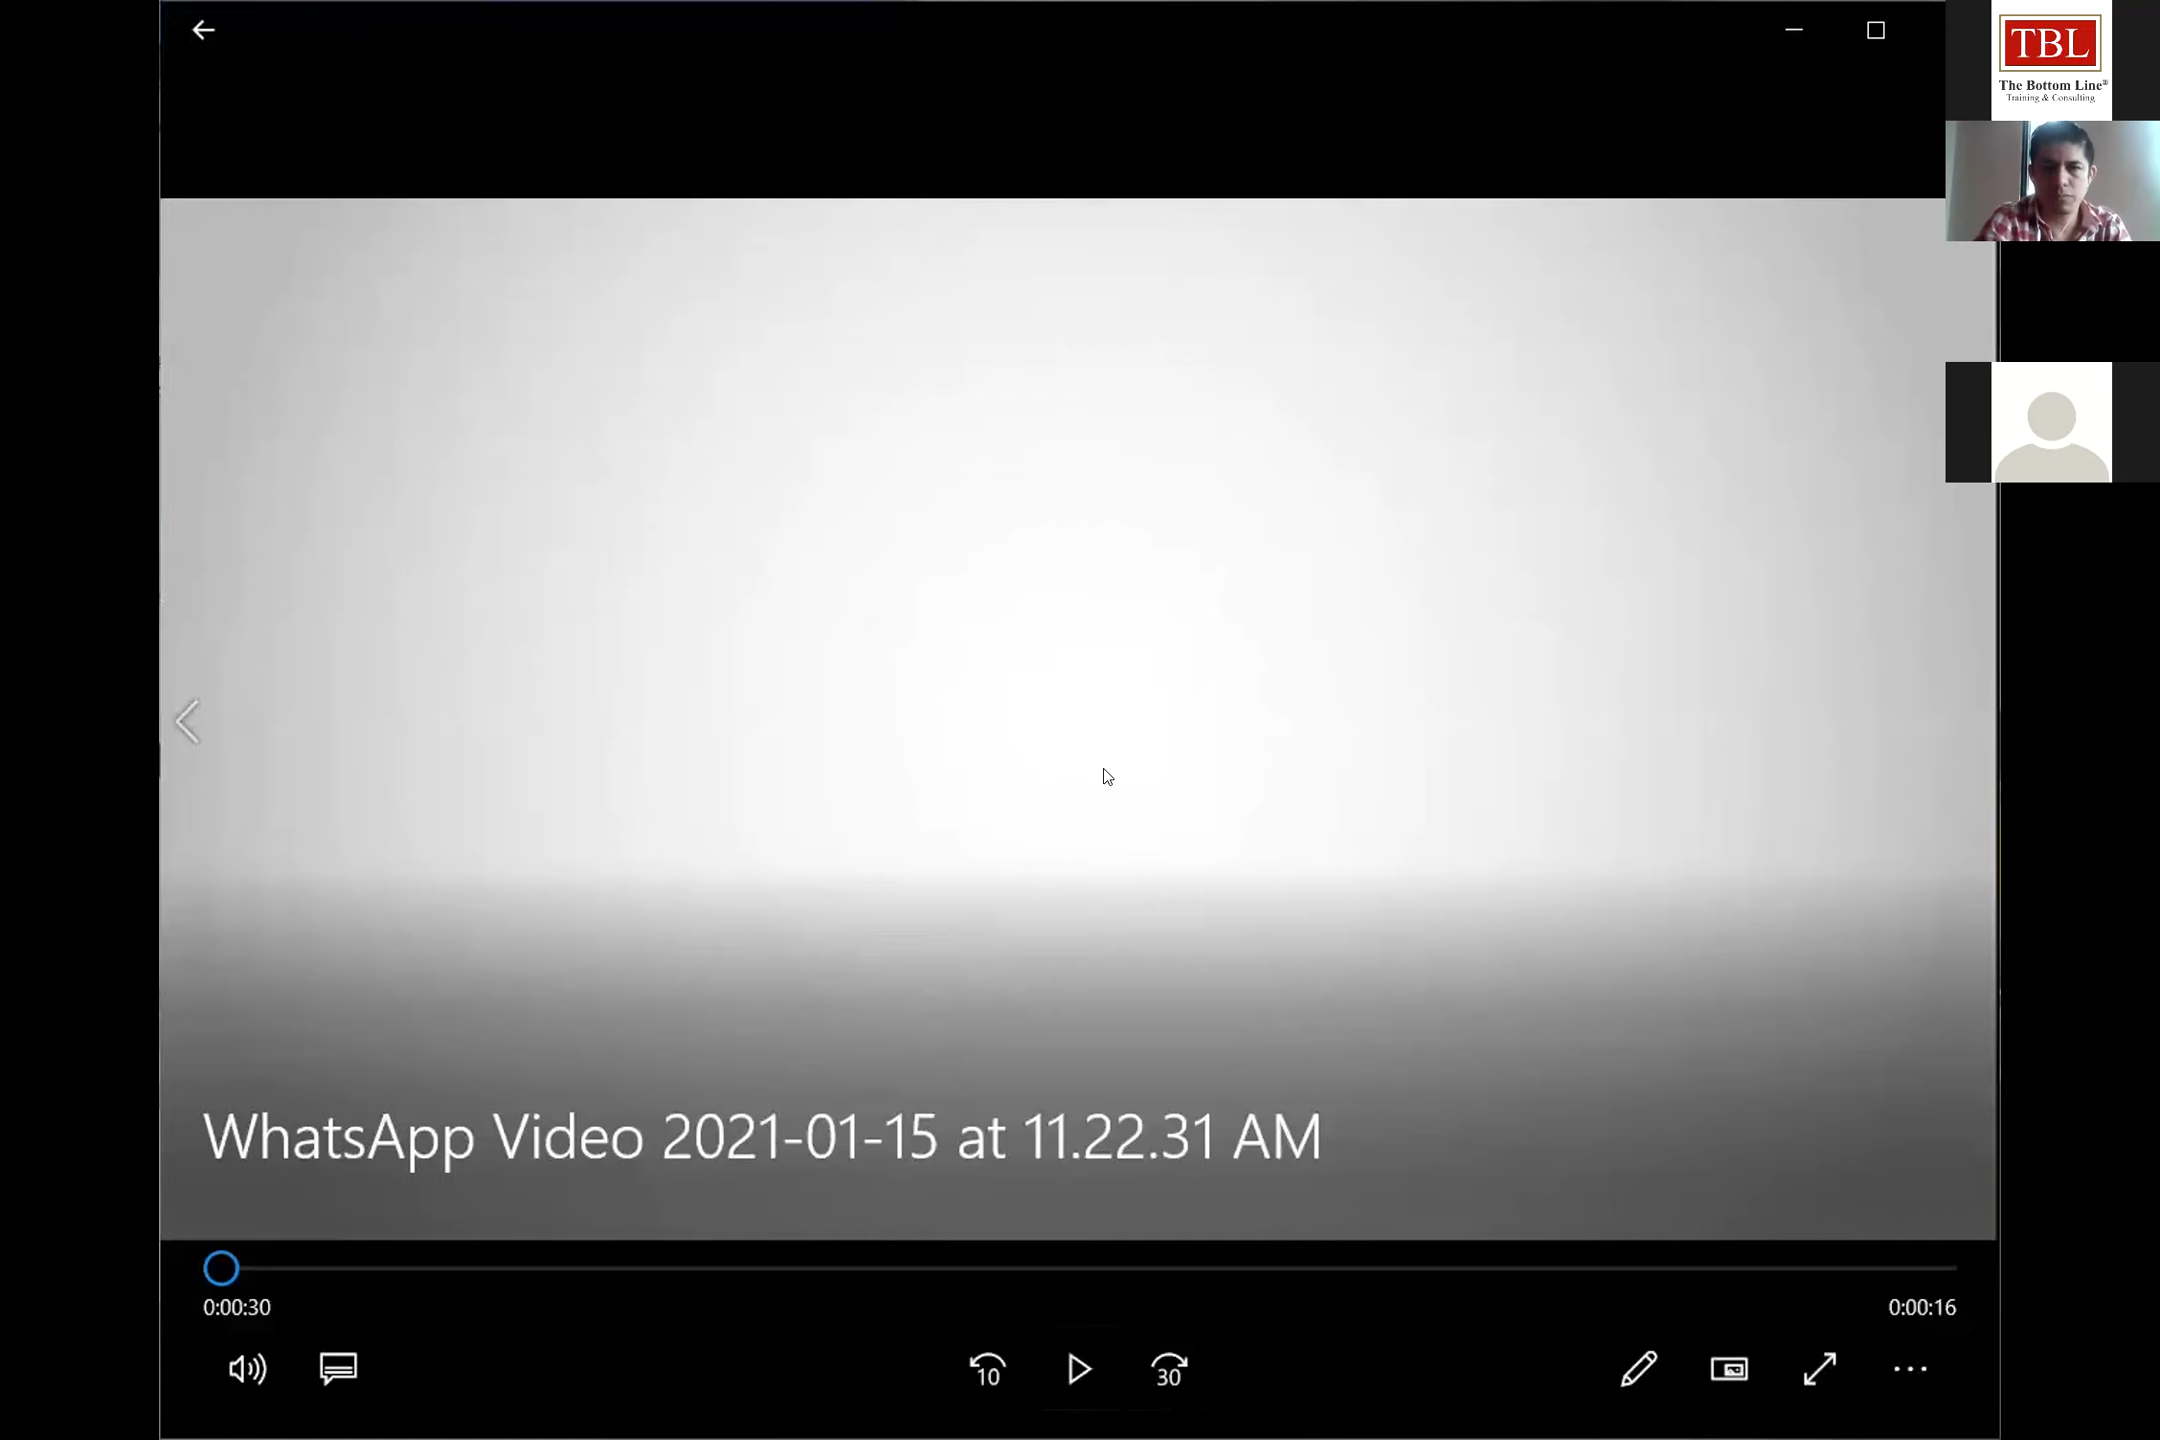 TBL
The Bottom Line®
Training & Consulting
WhatsApp Video 2021-01-15 at 11.22.31 AM
0:00:30
0:00:16
10
30